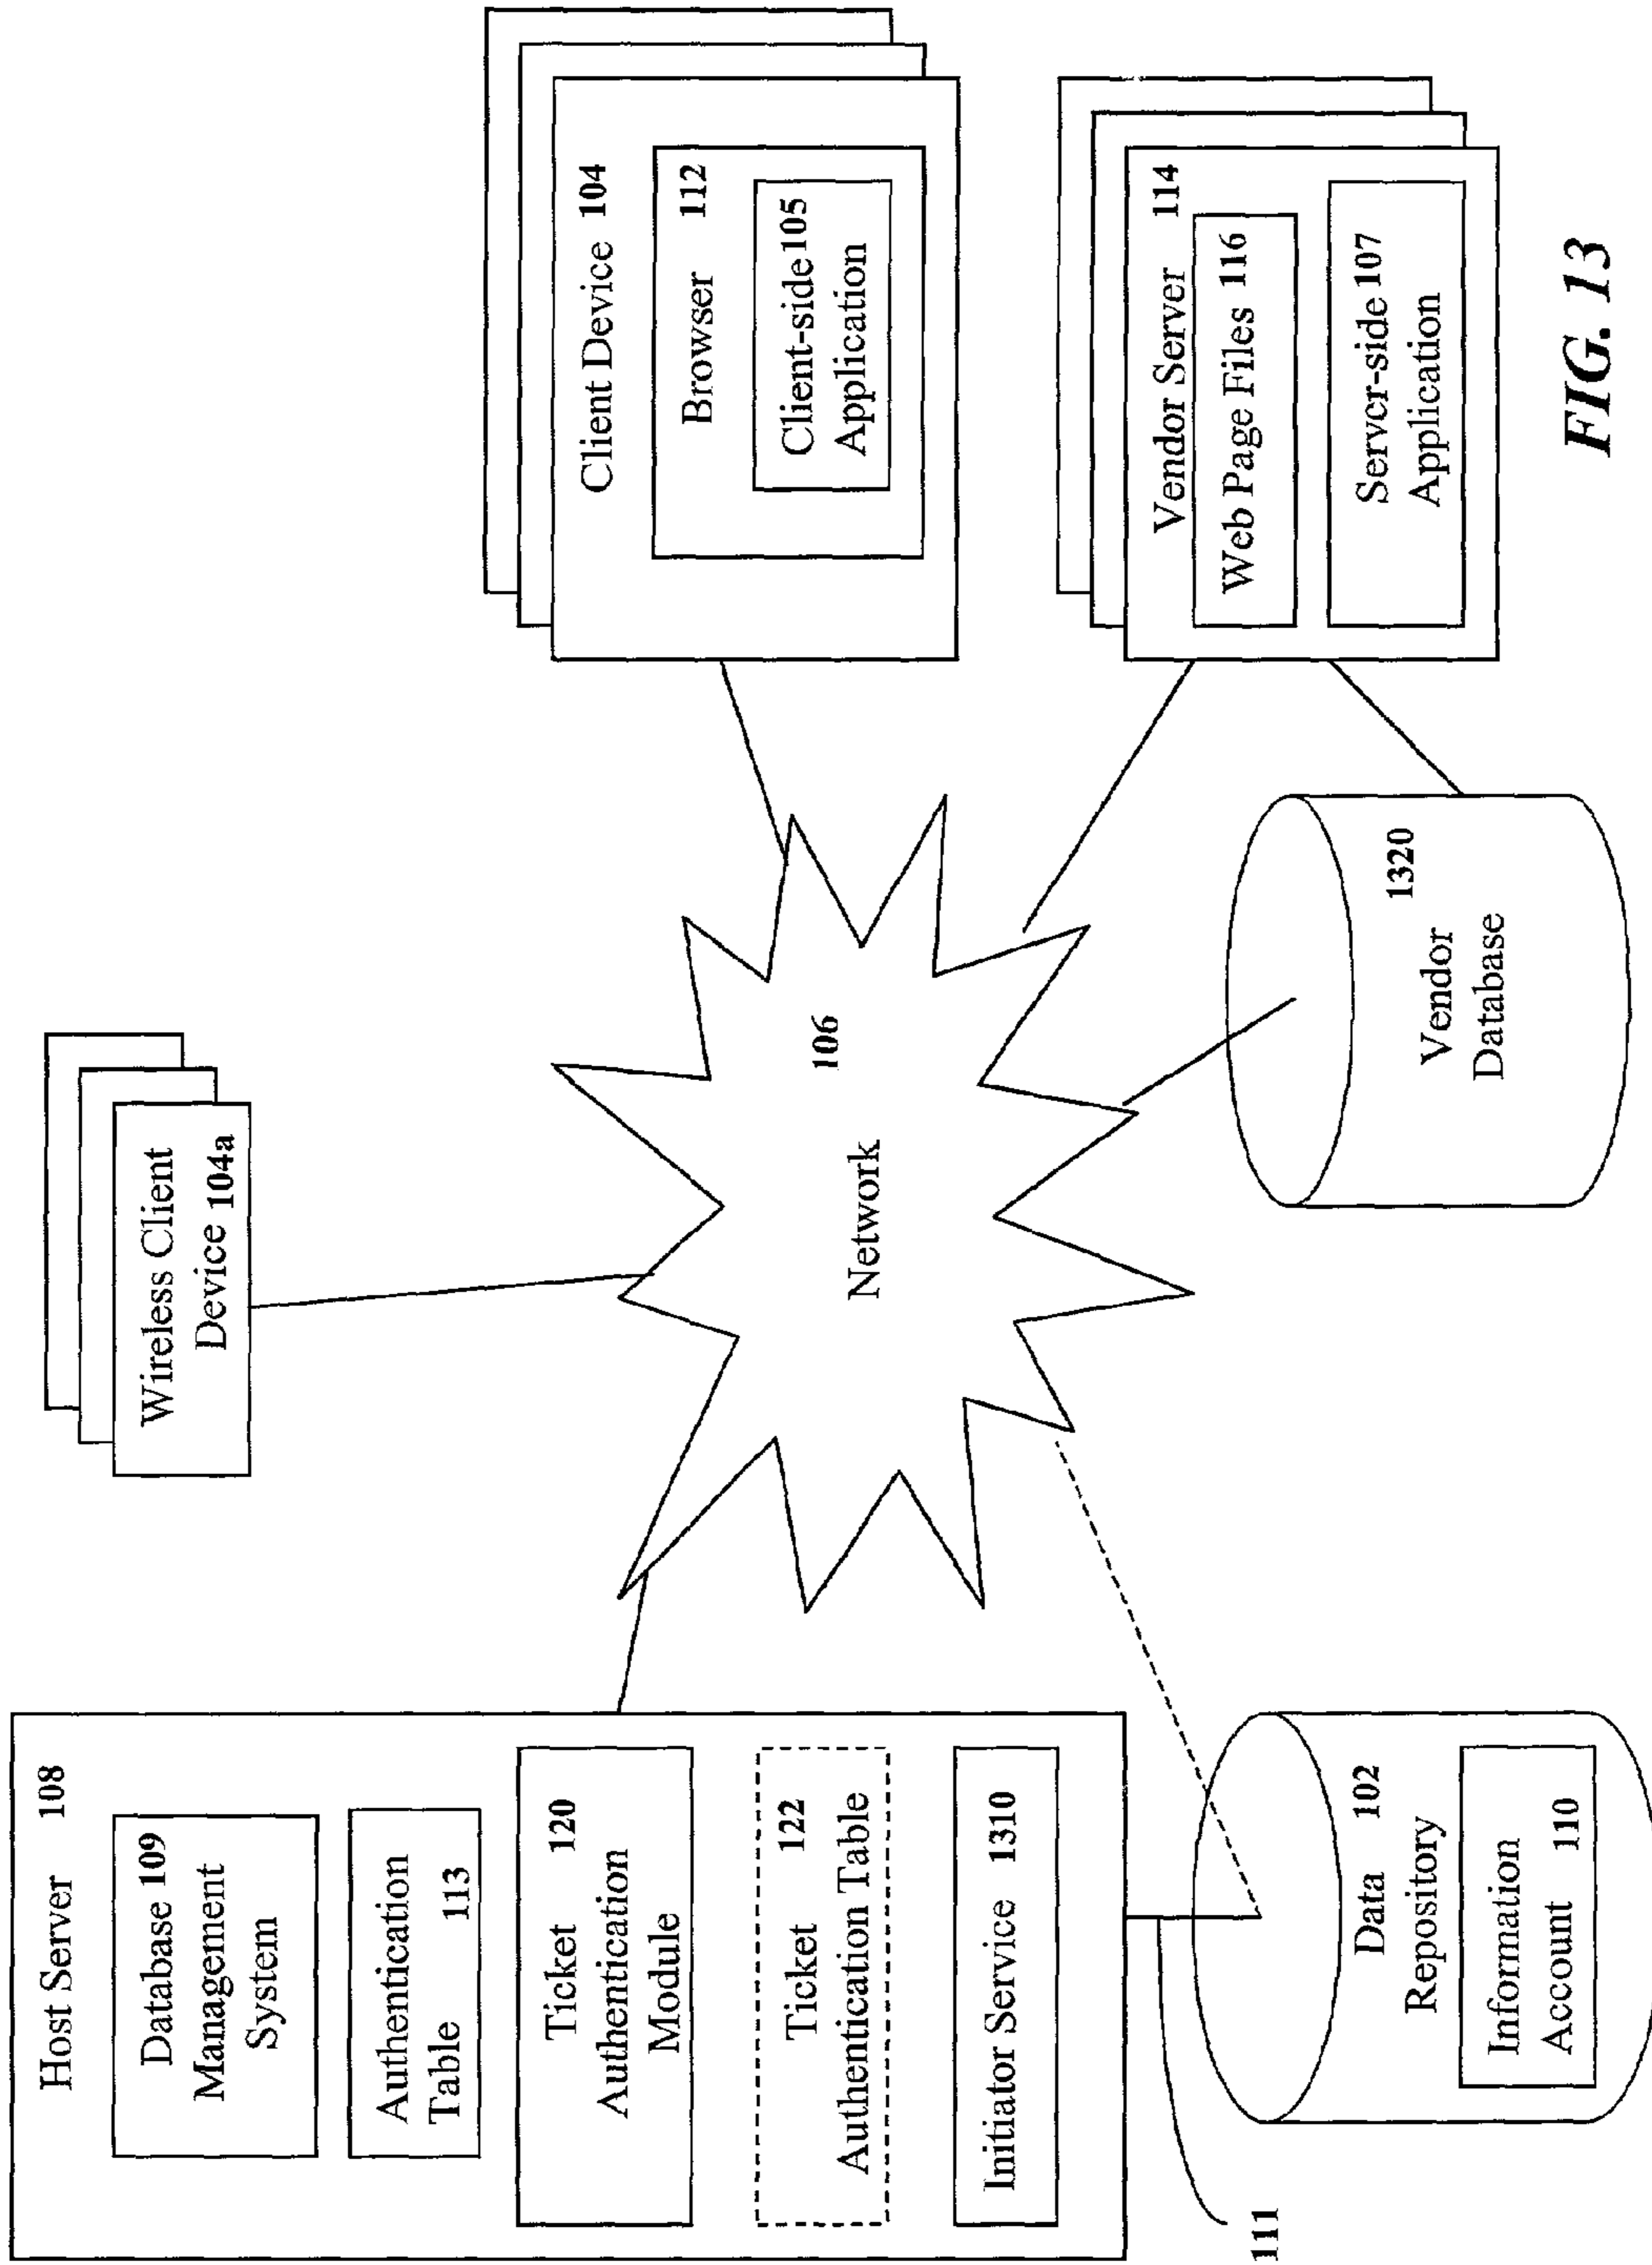 Host Server 108
Database 109
Management
System
Authentication
Table 113
Ticket 120
Authentication
Module
Ticket 122
Authentication Table
Initiator Service 1310
111
Data 102
Repository
Information
Account 110
Wireless Client
Device 104a
106
Network
Client Device 104
Browser 112
Client-side 105
Application
Vendor Server 114
Web Page Files 116
Server-side 107
Application
1320
Vendor
Database
FIG. 13